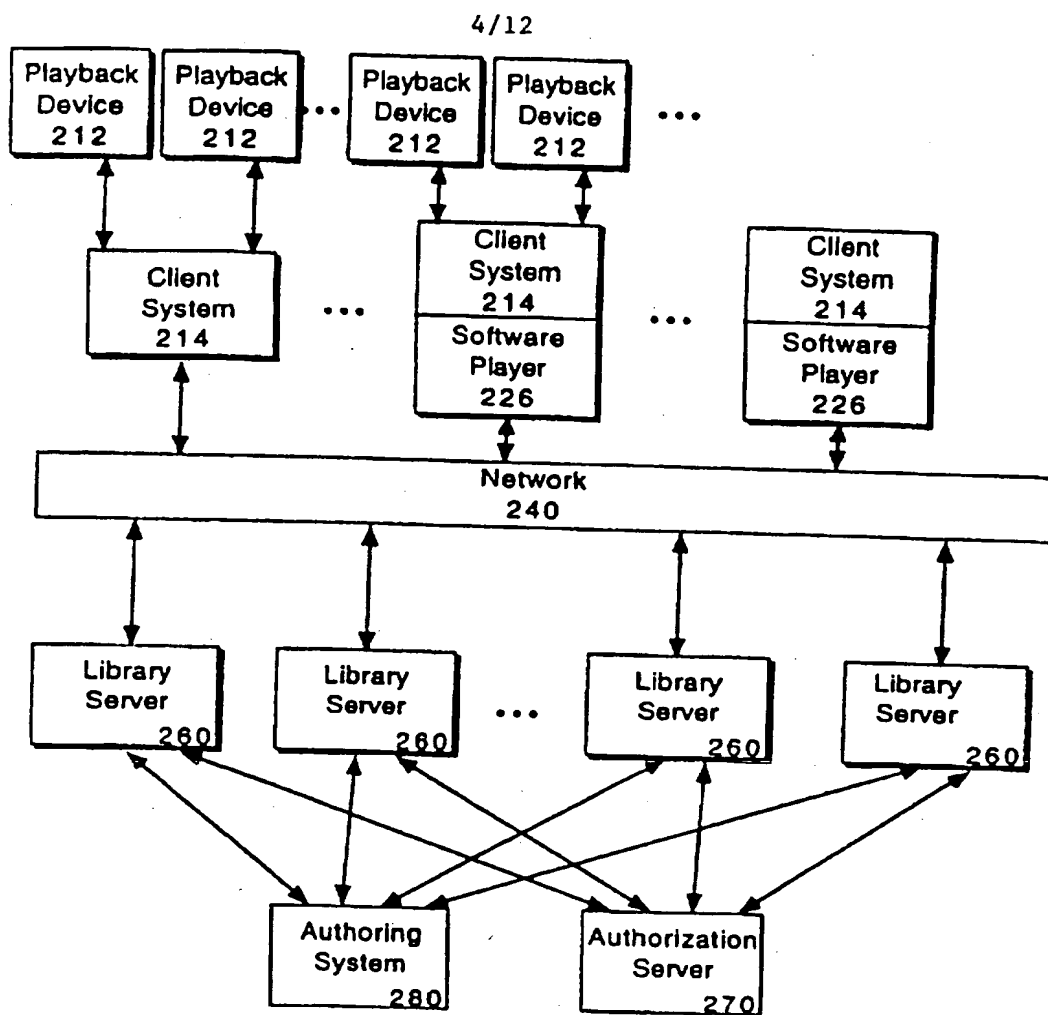 4/12
Playback
Device
212
Playback
Device
212
Playback
Device
212
Playback
Device
212
Client
System
214
Client
System
214
Software
Player
226
Client
System
214
Software
Player
226
Network
240
Library
Server
260
Library
Server
260
Library
Server
260
Library
Server
260
Authoring
System
280
Authorization
Server
270